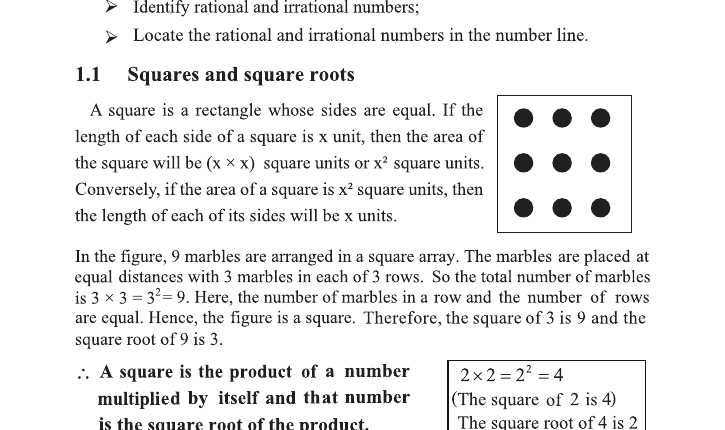 ➢ Identify rational and irrational numbers;
➢ Locate the rational and irrational numbers in the number line.
1.1 Squares and square roots
A square is a rectangle whose sides are equal. If the
length of each side of a square is x unit, then the area of
the square will be (x × x) square units or x² square units.
Conversely, if the area of a square is x² square units, then
the length of each of its sides will be x units.
In the figure, 9 marbles are arranged in a square array. The marbles are placed at
equal distances with 3 marbles in each of 3 rows. So the total number of marbles
is 3 × 3 = 3²= 9. Here, the number of marbles in a row and the number of rows
are equal. Hence, the figure is a square. Therefore, the square of 3 is 9 and the
square root of 9 is 3.
∴ A square is the product of a number
multiplied by itself and that number
is the square root of the product.
2 × 2 = 2² = 4
(The square of 2 is 4)
The square root of 4 is 2